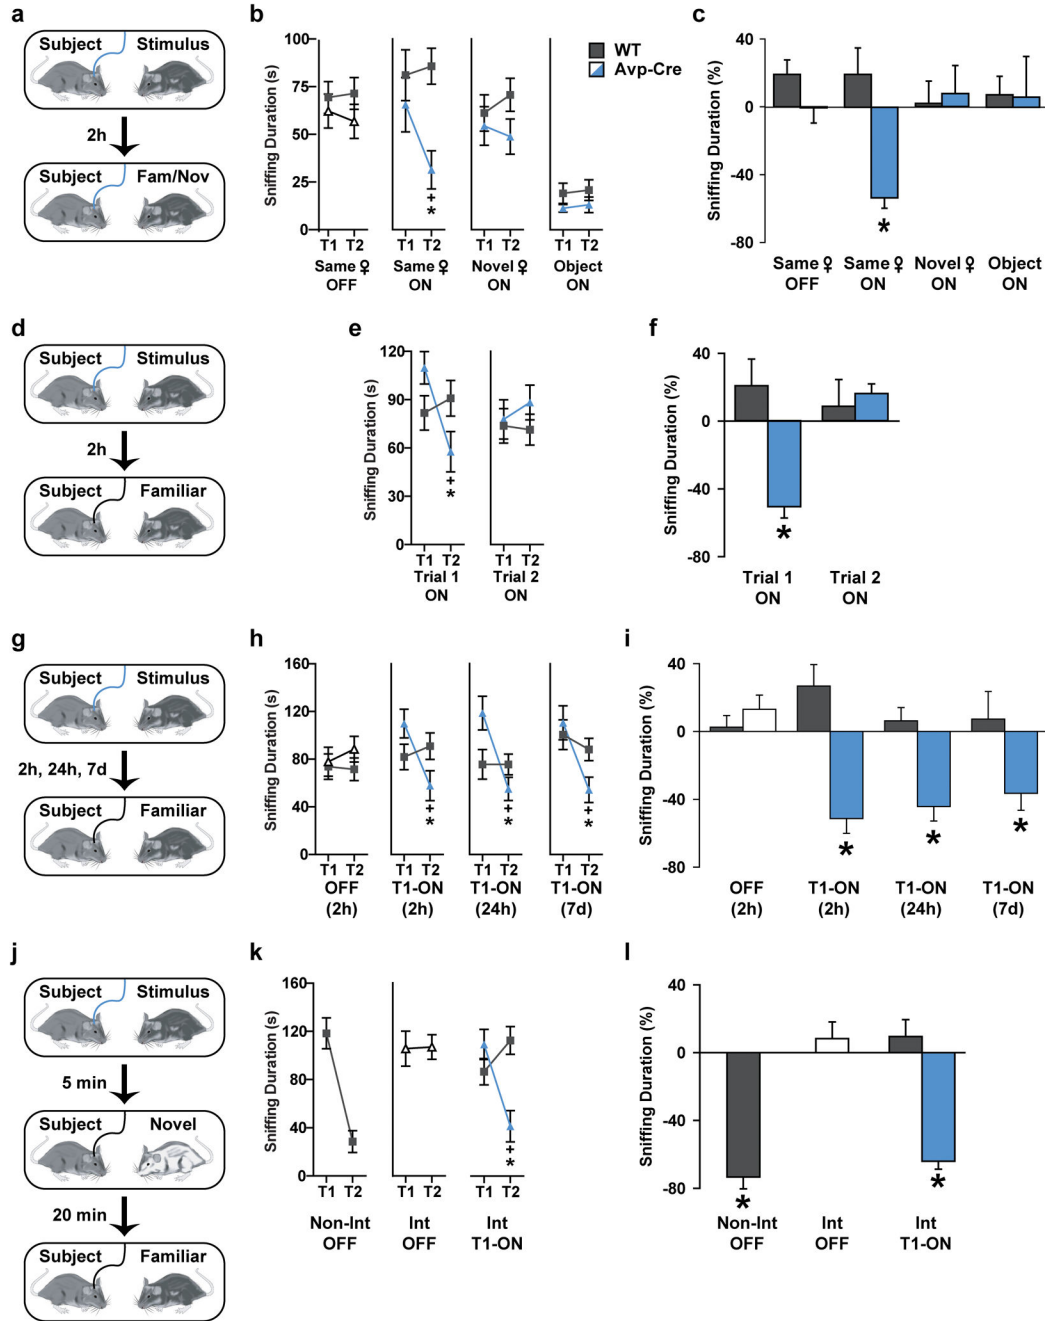 a
Subject Stimulus
2h
Subject Fam/Nov
b
Sniffing Duration (s)
100
75
50
25
0
T1 T2 T1 T2 T1 T2 T1 T2
+
*
Same ♀ Same ♀ Novel ♀ Object
OFF ON ON ON
WT
Avp-Cre
c
Sniffing Duration (%)
40
0
-40
-80
*
Same ♀ Same ♀ Novel ♀ Object
OFF ON ON ON
d
Subject Stimulus
2h
Subject Familiar
e
Sniffing Duration (s)
120
90
60
30
0
+
*
T1 T2 T1 T2
Trial 1 Trial 2
ON ON
f
Sniffing Duration (%)
40
0
-40
-80
*
Trial 1 Trial 2
ON ON
g
Subject Stimulus
2h, 24h, 7d
Subject Familiar
h
Sniffing Duration (s)
160
120
80
40
0
+ + +
* * *
T1 T2 T1 T2 T1 T2 T1 T2
OFF T1-ON T1-ON T1-ON
(2h) (2h) (24h) (7d)
i
Sniffing Duration (%)
40
0
-40
-80
* * *
OFF T1-ON T1-ON T1-ON
(2h) (2h) (24h) (7d)
j
Subject Stimulus
5 min
Subject Novel
20 min
Subject Familiar
k
Sniffing Duration (s)
160
120
80
40
0
+
*
T1 T2 T1 T2 T1 T2
Non-Int Int Int
OFF OFF T1-ON
l
Sniffing Duration (%)
40
0
-40
-80
* *
Non-Int Int Int
OFF OFF T1-ON